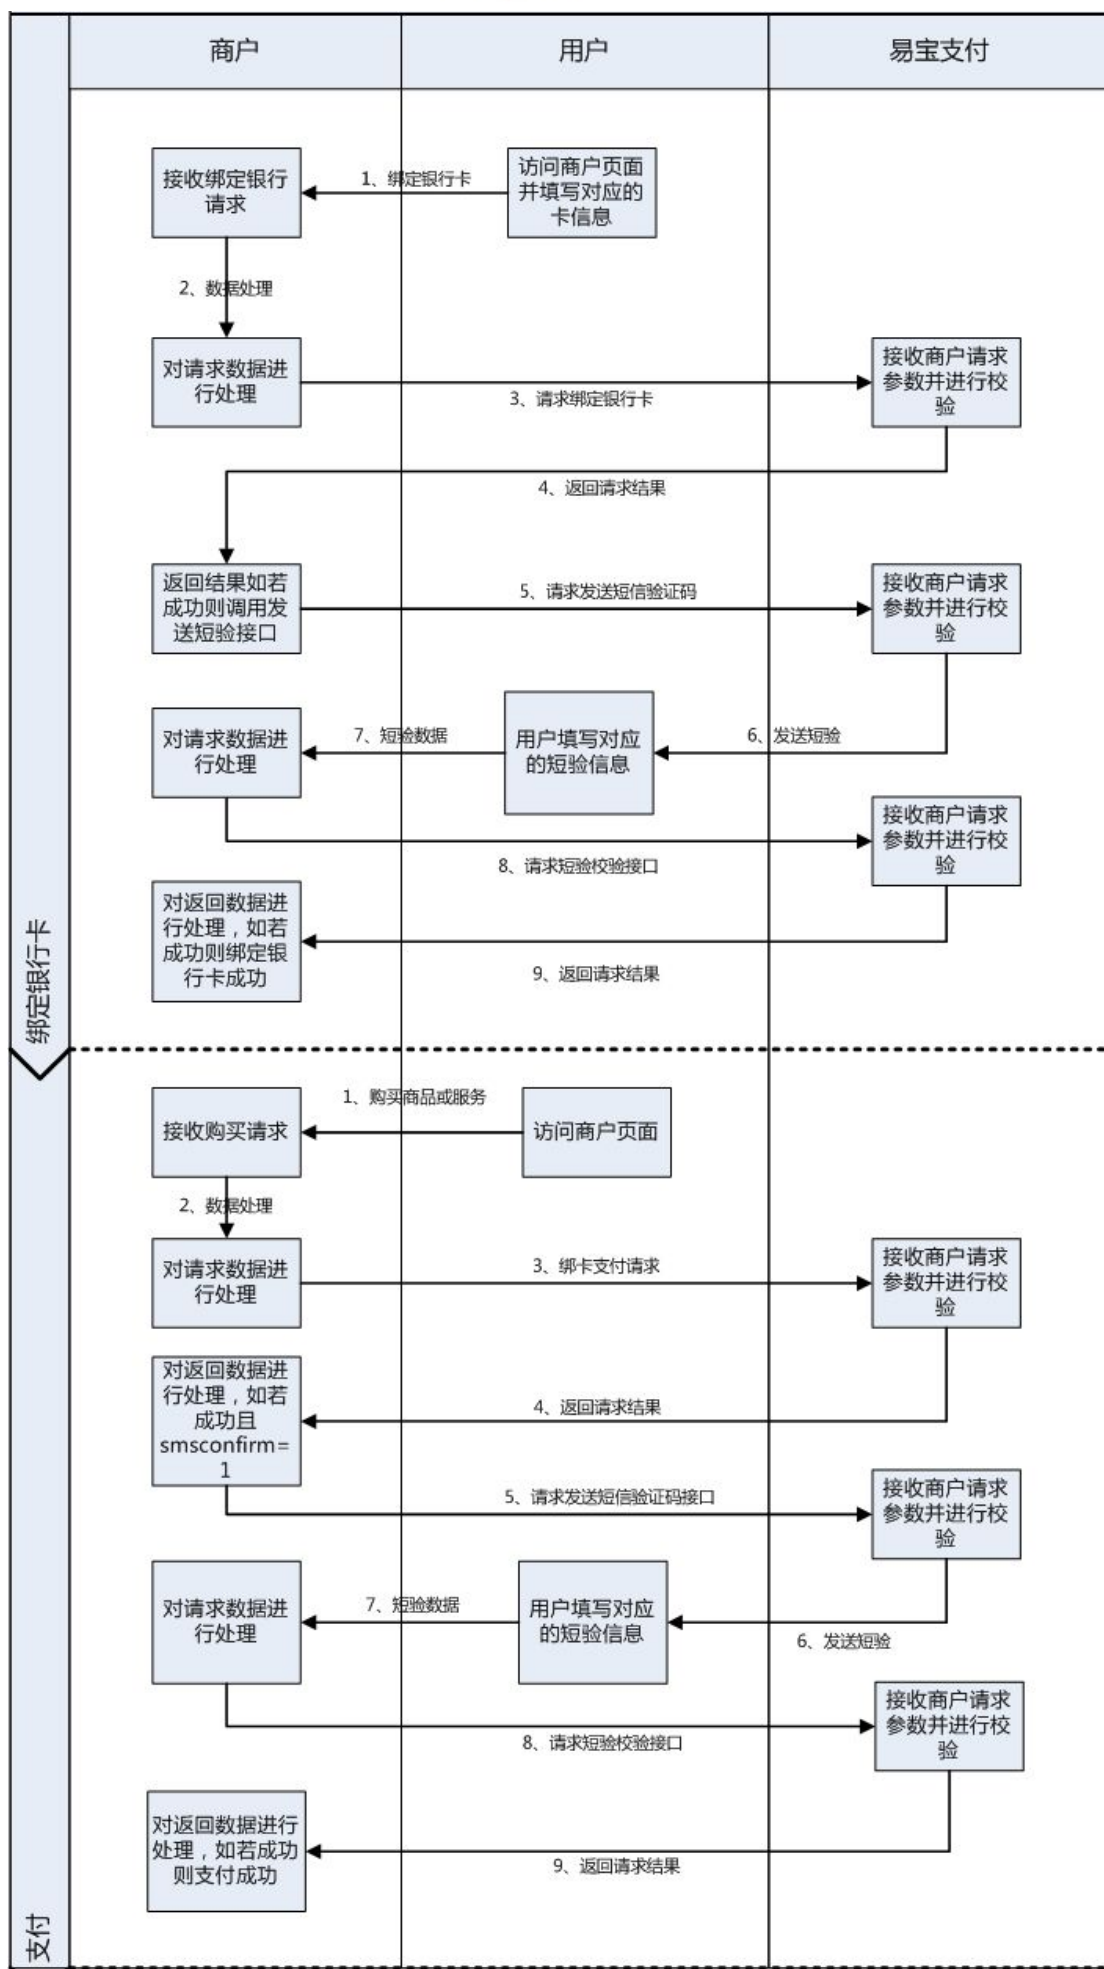 商户
用户
易宝支付
接收绑定银行
请求
1、绑定银行卡
访问商户页面
并填写对应的
卡信息
2、数据处理
对请求数据进
行处理
3、请求绑定银行卡
接收商户请求
参数并进行校
验
4、返回请求结果
返回结果如若
成功则调用发
送短验接口
5、请求发送短信验证码
接收商户请求
参数并进行校
验
对请求数据进
行处理
7、短验数据
用户填写对应
的短验信息
6、发送短验
8、请求短验校验接口
接收商户请求
参数并进行校
验
对返回数据进
行处理，如若
成功则绑定银
行卡成功
9、返回请求结果
绑定银行卡
接收购买请求
1、购买商品或服务
访问商户页面
2、数据处理
对请求数据进
行处理
3、绑卡支付请求
接收商户请求
参数并进行校
验
对返回数据进
行处理，如若
成功且
smsconfirm=
1
4、返回请求结果
5、请求发送短信验证码接口
接收商户请求
参数并进行校
验
对请求数据进
行处理
7、短验数据
用户填写对应
的短验信息
6、发送短验
8、请求短验校验接口
接收商户请求
参数并进行校
验
对返回数据进行
处理，如若成功
则支付成功
9、返回请求结果
支付